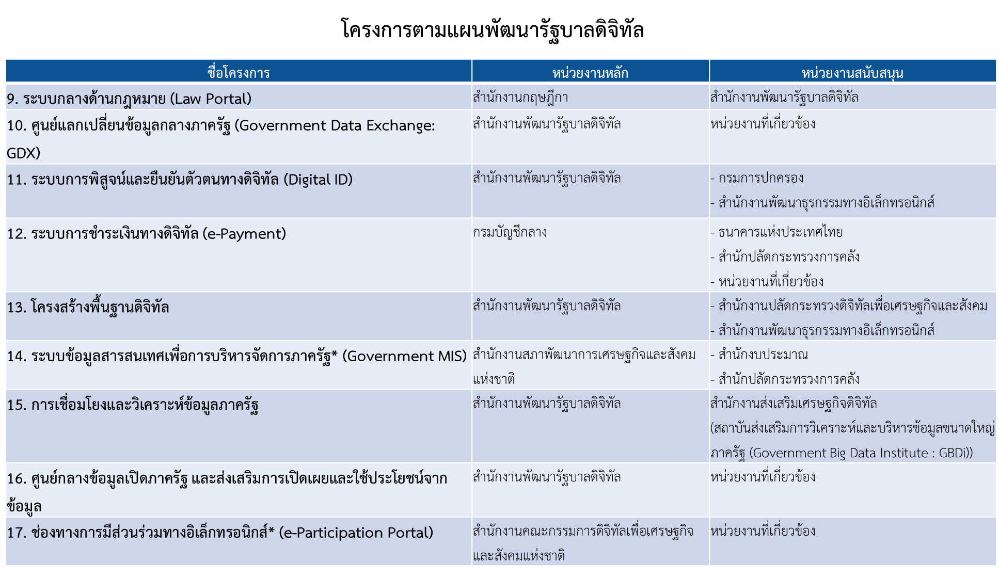 โครงการตามแผนพัฒนารัฐบาลดิจิทัล
ชื่อโครงการ
หน่วยงานหลัก
หน่วยงานสนับสนุน
9. ระบบกลางด้านกฎหมาย (Law Portal)
สำนักงานกฤษฎีกา
สำนักงานพัฒนารัฐบาลดิจิทัล
10. ศูนย์แลกเปลี่ยนข้อมูลกลางภาครัฐ (Government Data Exchange:
GDX)
สำนักงานพัฒนารัฐบาลดิจิทัล
หน่วยงานที่เกี่ยวข้อง
11. ระบบการพิสูจน์และยืนยันตัวตนทางดิจิทัล (Digital ID)
สำนักงานพัฒนารัฐบาลดิจิทัล
- กรมการปกครอง
- สำนักงานพัฒนาธุรกรรมทางอิเล็กทรอนิกส์
12. ระบบการชำระเงินทางดิจิทัล (e-Payment)
กรมบัญชีกลาง
- ธนาคารแห่งประเทศไทย
- สำนักปลัดกระทรวงการคลัง
- หน่วยงานที่เกี่ยวข้อง
13. โครงสร้างพื้นฐานดิจิทัล
สำนักงานพัฒนารัฐบาลดิจิทัล
- สำนักงานปลัดกระทรวงดิจิทัลเพื่อเศรษฐกิจและสังคม
- สำนักงานพัฒนาธุรกรรมทางอิเล็กทรอนิกส์
14. ระบบข้อมูลสารสนเทศเพื่อการบริหารจัดการภาครัฐ* (Government MIS)
สำนักงานสภาพัฒนาการเศรษฐกิจและสังคม
แห่งชาติ
- สำนักงบประมาณ
- สำนักปลัดกระทรวงการคลัง
15. การเชื่อมโยงและวิเคราะห์ข้อมูลภาครัฐ
สำนักงานพัฒนารัฐบาลดิจิทัล
สำนักงานส่งเสริมเศรษฐกิจดิจิทัล
(สถาบันส่งเสริมการวิเคราะห์และบริหารข้อมูลขนาดใหญ่
ภาครัฐ (Government Big Data Institute : GBDi))
16. ศูนย์กลางข้อมูลเปิดภาครัฐ และส่งเสริมการเปิดเผยและใช้ประโยชน์จาก
ข้อมูล
สำนักงานพัฒนารัฐบาลดิจิทัล
หน่วยงานที่เกี่ยวข้อง
17. ช่องทางการมีส่วนร่วมทางอิเล็กทรอนิกส์* (e-Participation Portal)
สำนักงานคณะกรรมการดิจิทัลเพื่อเศรษฐกิจ
และสังคมแห่งชาติ
หน่วยงานที่เกี่ยวข้อง